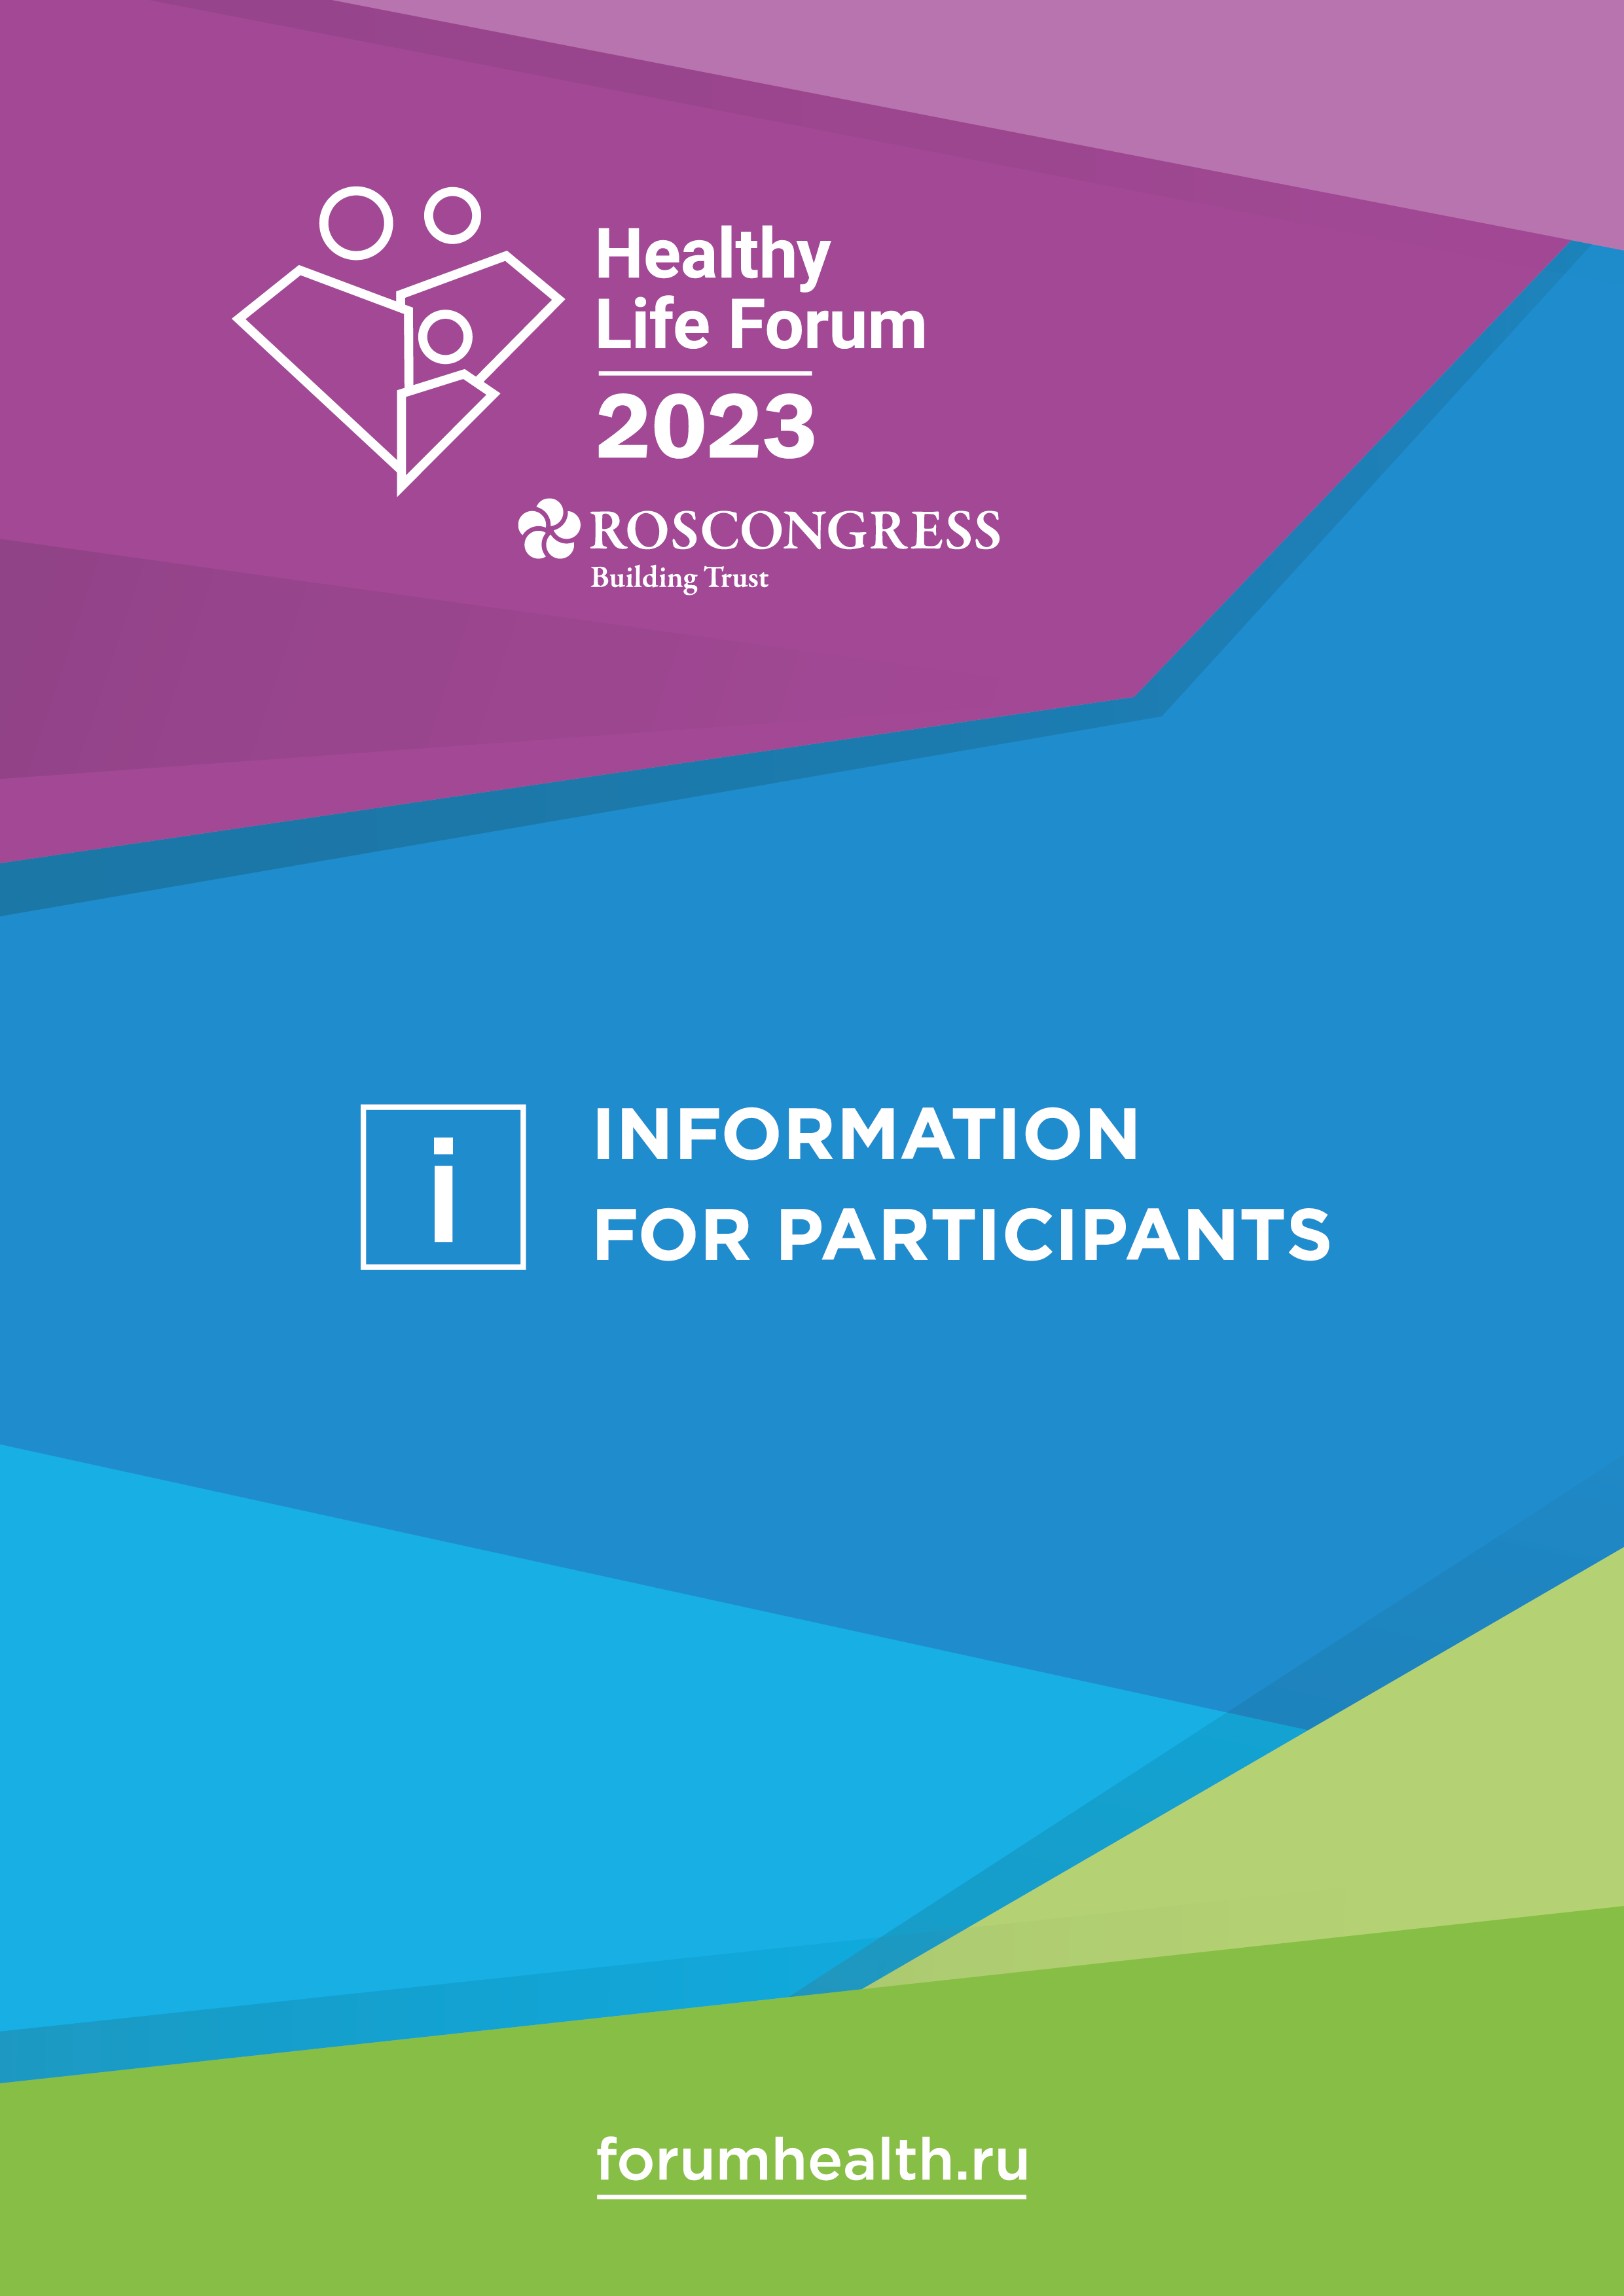 Healthy
Life Forum
2023
ROSCONGRESS
Building Trust
i
INFORMATION
FOR PARTICIPANTS
forumhealth.ru